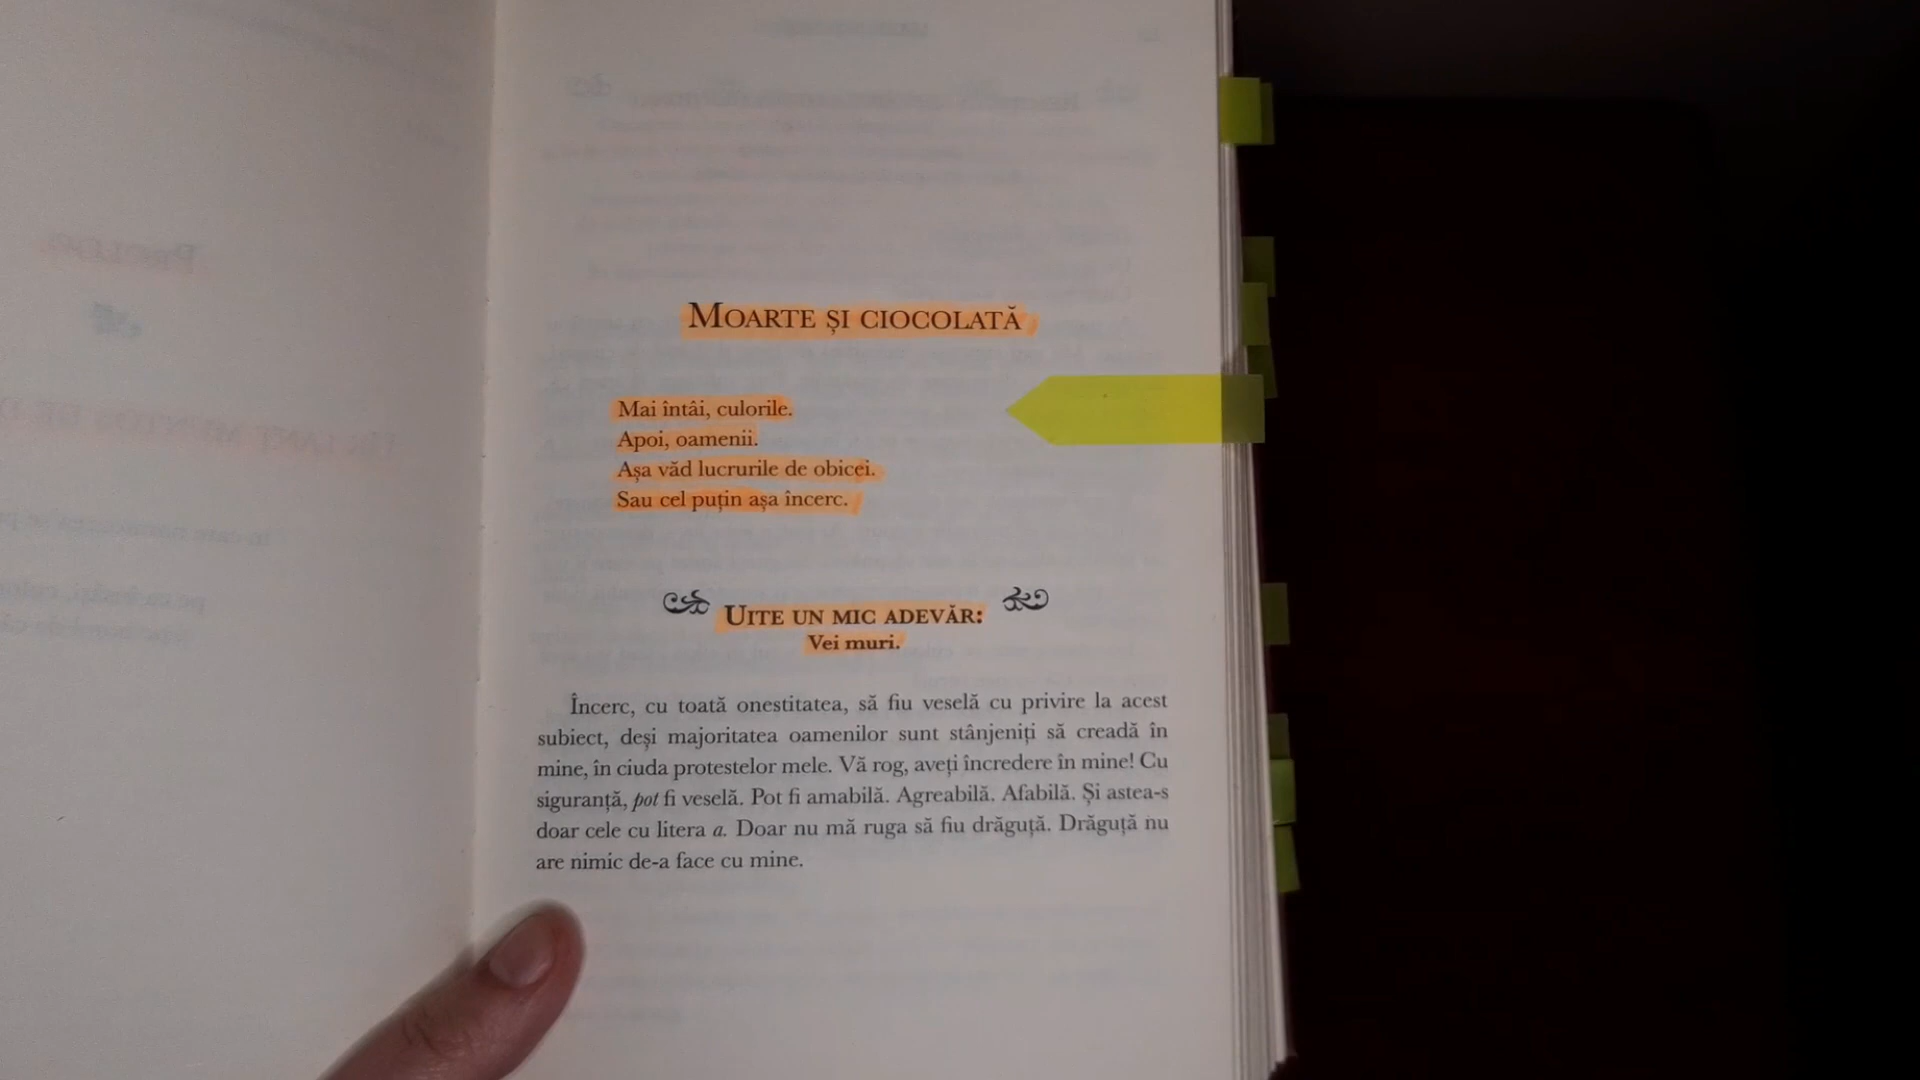 MOARTE ȘI CIOCOLATĂ
Mai întâi, culorile.
Apoi, oamenii.
Așa văd lucrurile de obicei.
Sau cel puțin așa încerc.
UITE UN MIC ADEVĂR:
Vei muri.
Încerc, cu toată onestitatea, să fiu veselă cu privire la acest
subiect, deși majoritatea oamenilor sunt stânjeniți să creadă în
mine, în ciuda protestelor mele. Vă rog, aveți încredere în mine! Cu
siguranță, pot fi veselă. Pot fi amabilă. Agreabilă. Afabilă. Și astea-s
doar cele cu litera a. Doar nu mă ruga să fiu drăguță. Drăguță nu
are nimic de-a face cu mine.